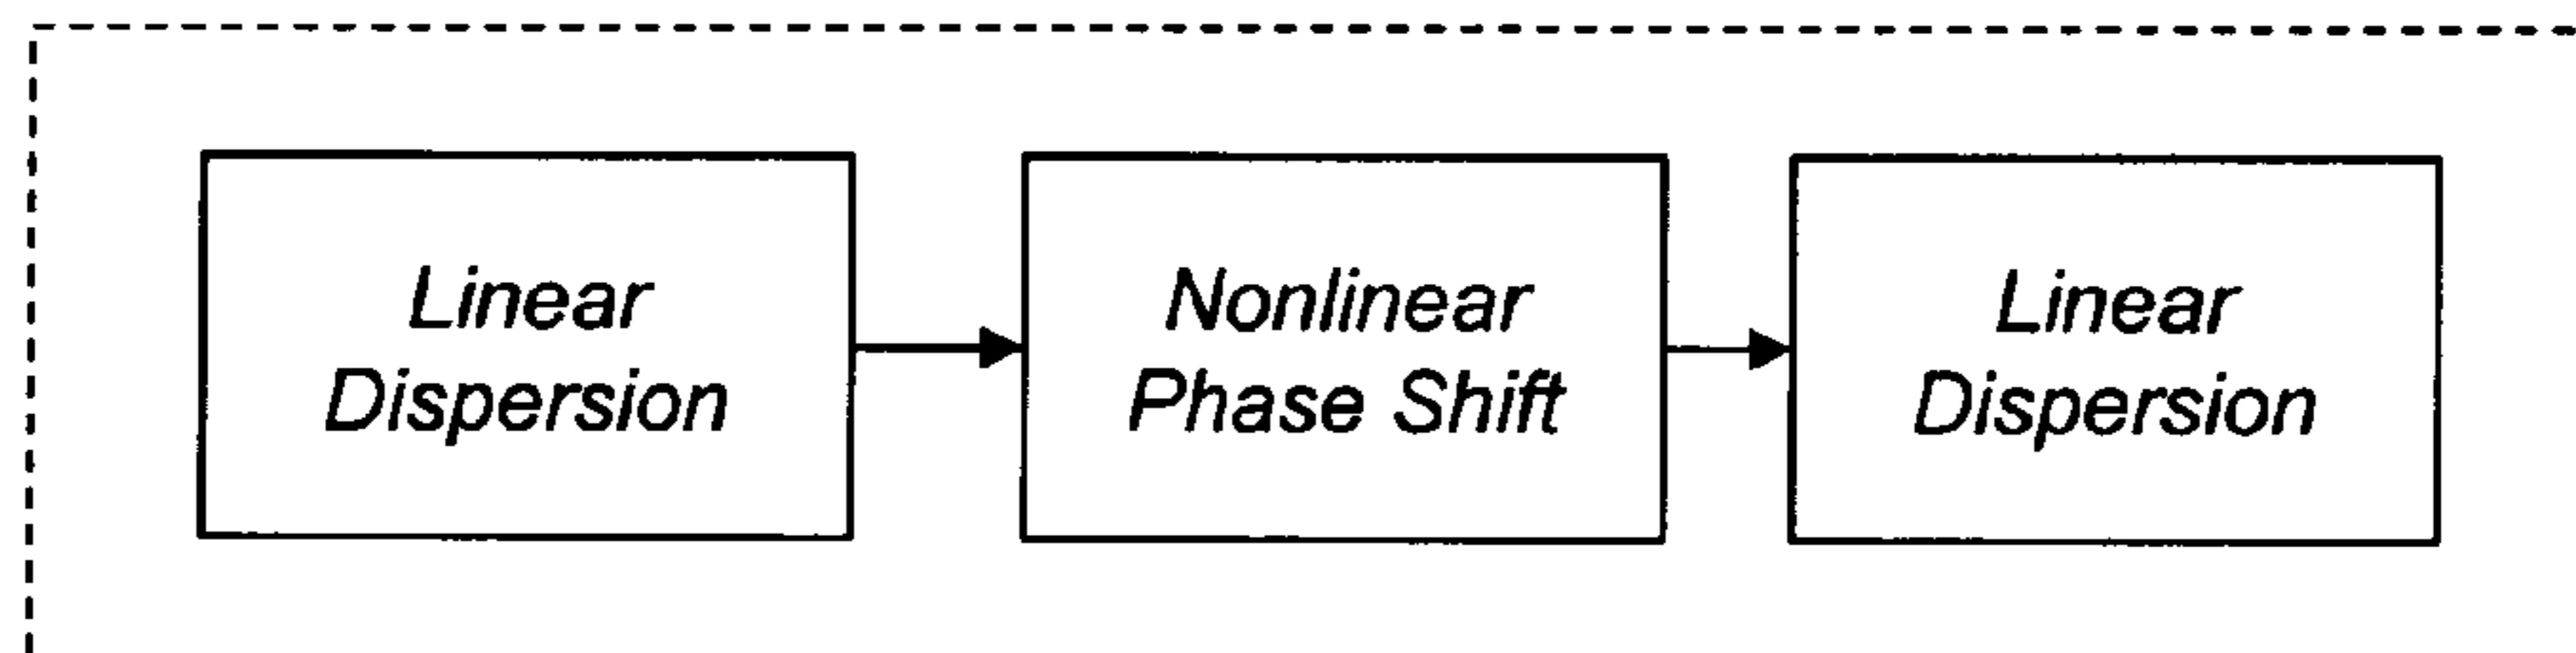 Linear
Dispersion
Nonlinear
Phase Shift
Linear
Dispersion